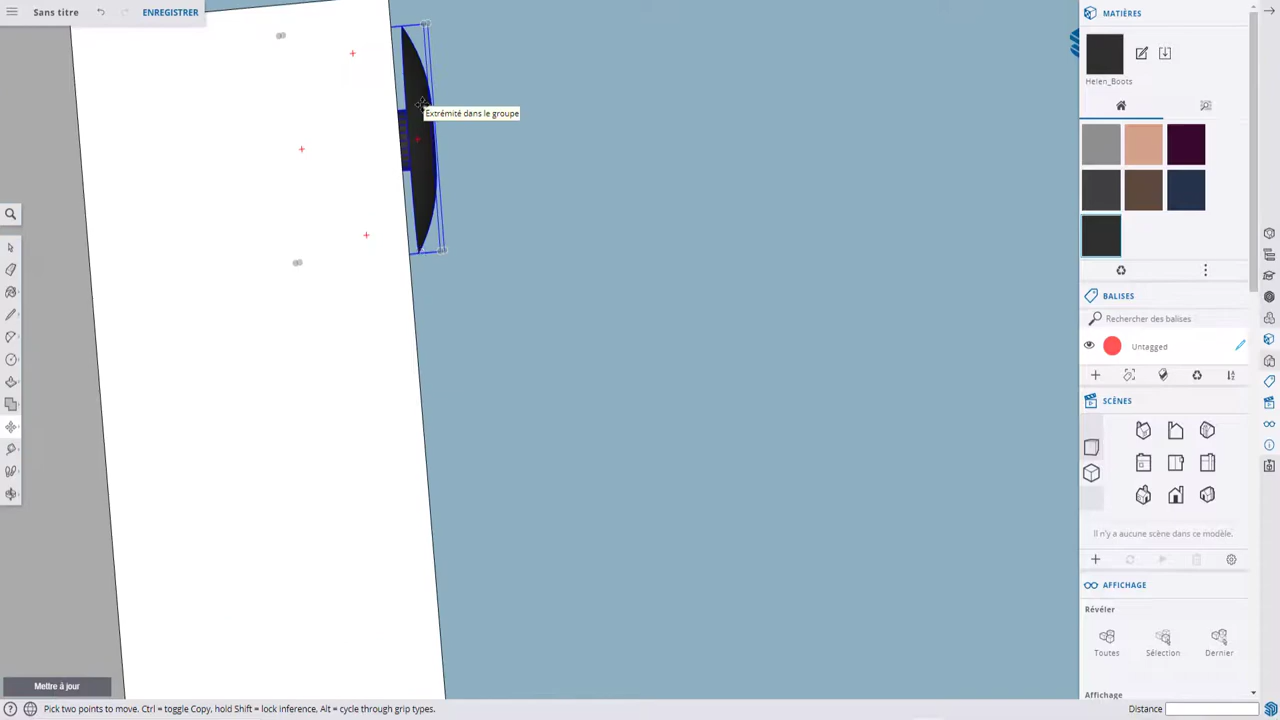 Sans titre
ENREGISTRER
MATIÈRES
Helen_Boots
Extrémité dans le groupe
BALISES
Rechercher des balises
Untagged
SCÈNES
Il n'y a aucune scène dans ce modèle.
AFFICHAGE
Révéler
Toutes
Sélection
Dernier
Affichage
Mettre à jour
Pick two points to move. Ctrl = toggle Copy, hold Shift = lock inference, Alt = cycle through grip types.
Distance